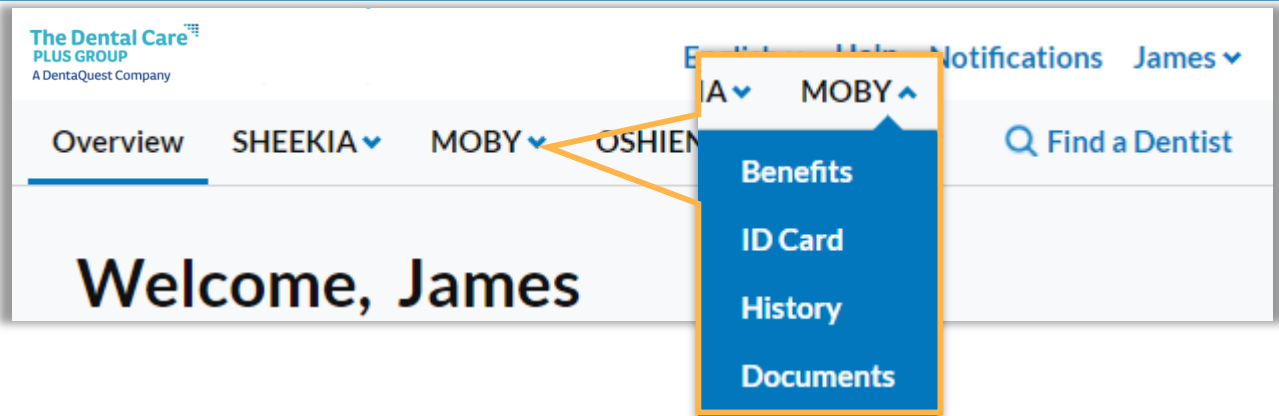 The Dental Care
PLUS GROUP
A DentaQuest Company
Notifications James
Overview SHEEKIA MOBY
Find a Dentist
Welcome, James
MOBY
Benefits
ID Card
History
Documents